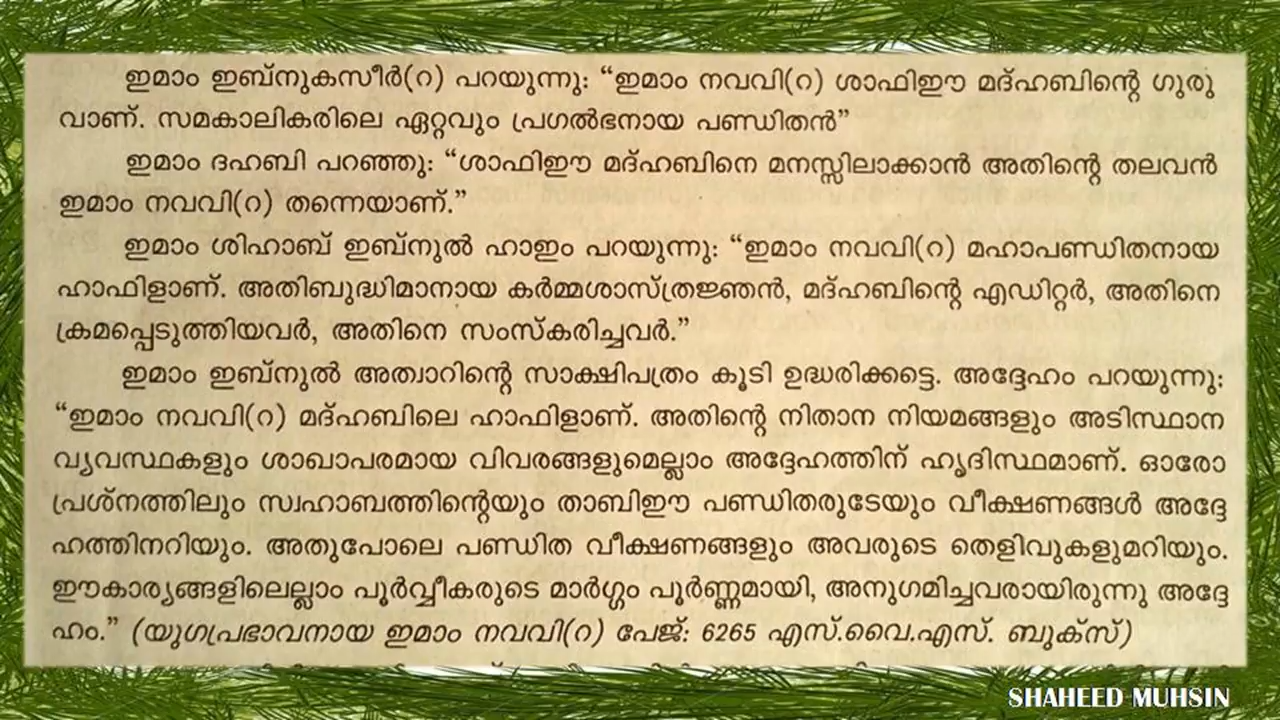 ഇമാം ഇബ്നുകസീർ(റ) പറയുന്നു: “ഇമാം നവവി(റ) ശാഫിഈ മദ്ഹബിന്റെ ഗുരു
വാണ്. സമകാലികരിലെ ഏറ്റവും പ്രഗൽഭനായ പണ്ഡിതൻ”
ഇമാം ദഹബി പറഞ്ഞു: “ശാഫിഈ മദ്ഹബിനെ മനസ്സിലാക്കാൻ അതിന്റെ തലവൻ
ഇമാം നവവി(റ) തന്നെയാണ്.”
ഇമാം ശിഹാബ് ഇബ്നുൽ ഹാഇം പറയുന്നു: “ഇമാം നവവി(റ) മഹാപണ്ഡിതനായ
ഹാഫിളാണ്. അതിബുദ്ധിമാനായ കർമ്മശാസ്ത്രജ്ഞൻ, മദ്ഹബിന്റെ എഡിറ്റർ, അതിനെ
ക്രമപ്പെടുത്തിയവർ, അതിനെ സംസ്കരിച്ചവർ.”
ഇമാം ഇബ്നുൽ അത്വാറിന്റെ സാക്ഷിപത്രം കൂടി ഉദ്ധരിക്കട്ടെ. അദ്ദേഹം പറയുന്നു:
“ഇമാം നവവി(റ) മദ്ഹബിലെ ഹാഫിളാണ്. അതിന്റെ നിതാന നിയമങ്ങളും അടിസ്ഥാന
വ്യവസ്ഥകളും ശാഖാപരമായ വിവരങ്ങളുമെല്ലാം അദ്ദേഹത്തിന് ഹൃദിസ്ഥമാണ്. ഓരോ
പ്രശ്നത്തിലും സ്വഹാബത്തിന്റെയും താബിഈ പണ്ഡിതരുടേയും വീക്ഷണങ്ങൾ അദ്ദേ
ഹത്തിനറിയും. അതുപോലെ പണ്ഡിത വീക്ഷണങ്ങളും അവരുടെ തെളിവുകളുമറിയും.
ഈകാര്യങ്ങളിലെല്ലാം പൂർവ്വീകരുടെ മാർഗ്ഗം പൂർണ്ണമായി, അനുഗമിച്ചവരായിരുന്നു അദ്ദേ
ഹം.” (യുഗപ്രഭാവനായ ഇമാം നവവി(റ) പേജ്: 6265 എസ്.വൈ.എസ്. ബുക്സ്)
SHAHEED MUHSIN